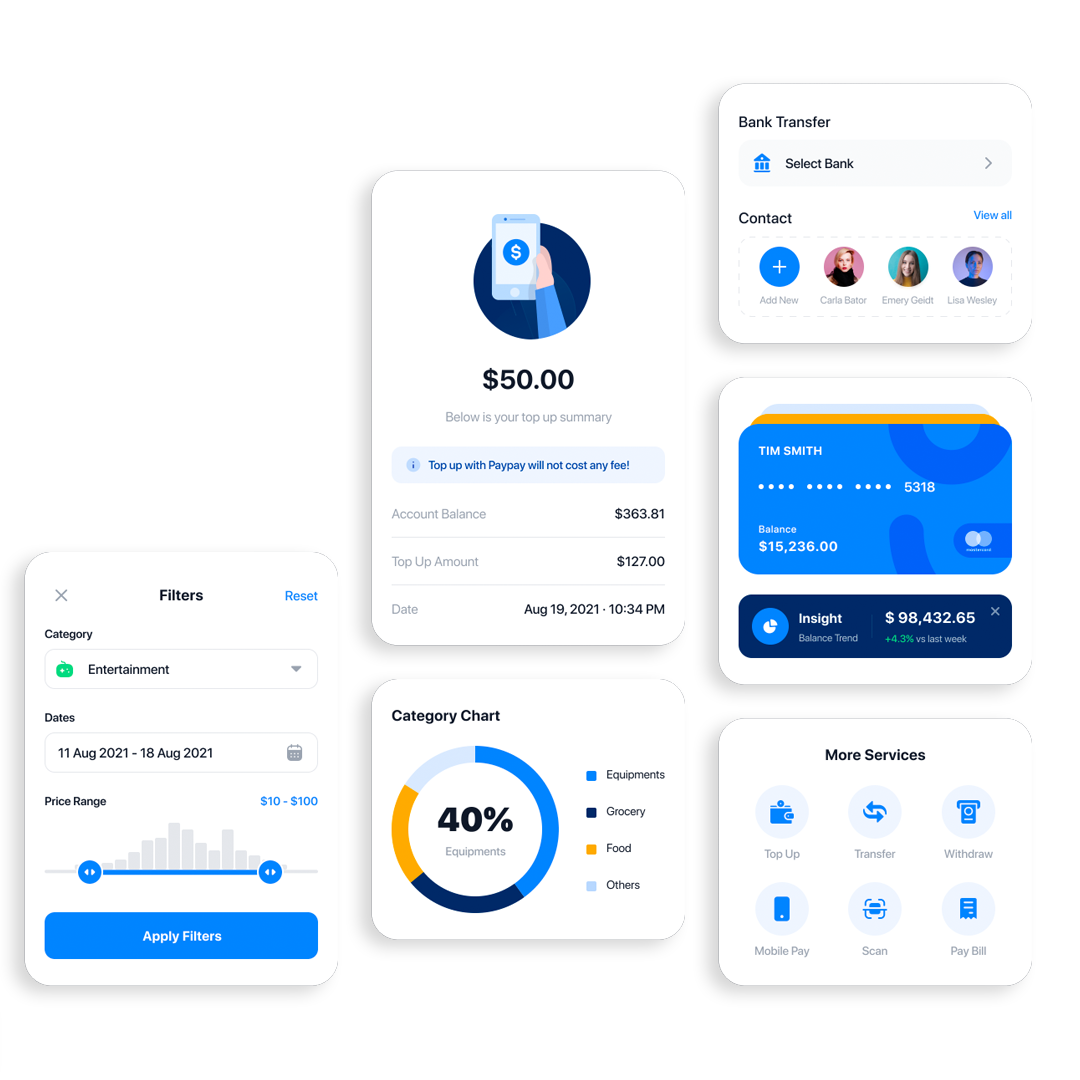 Bank Transfer
Select Bank
Contact
View all
Add New
Carla Bator
Emery Geidt
Lisa Wesley
$
$50.00
Below is your top up summary
Top up with Paypay will not cost any fee!
Account Balance
$363.81
Top Up Amount
$127.00
Date
Aug 19, 2021 · 10:34 PM
TIM SMITH
•••• •••• •••• 5318
Balance
$15,236.00
mastercard
Insight
Balance Trend
$ 98,432.65
+4.3% vs last week
Filters
Reset
Category
Entertainment
Dates
11 Aug 2021 - 18 Aug 2021
Price Range
$10 - $100
Apply Filters
Category Chart
40%
Equipments
Equipments
Grocery
Food
Others
More Services
Top Up
Transfer
Withdraw
Mobile Pay
Scan
Pay Bill